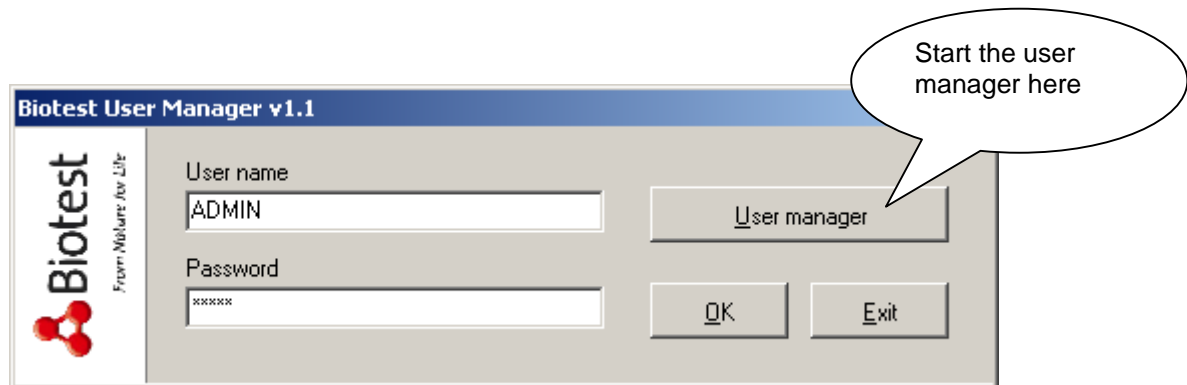 Start the user
manager here
Biotest User Manager v1.1
Biotest
From Nature for Life
User name
ADMIN
User manager
Password
xxxxx
OK
Exit